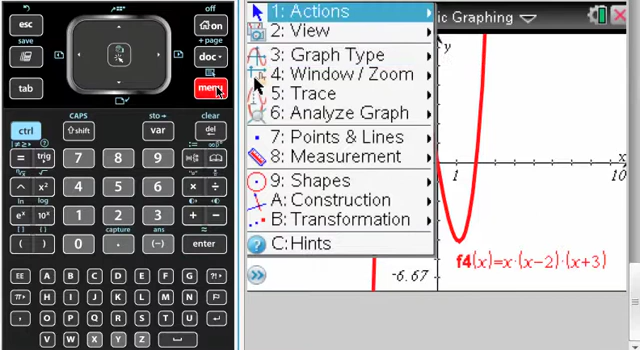 off
esc
on
save
+ page
doc
tab
menu
CAPS
sto→
clear
ctrl
shift
var
del
=
trig
7
8
9
^
x²
4
5
6
×
÷
ln
log
eˣ
10ˣ
1
2
3
+
−
capture
ans
(
)
0
.
(−)
enter
EE
A
B
C
D
E
F
G
?!
π
H
I
J
K
L
M
N
,
O
P
Q
R
S
T
U
V
W
X
Y
Z
1: Actions
2: View
3: Graph Type
4: Window / Zoom
5: Trace
6: Analyze Graph
7: Points & Lines
8: Measurement
9: Shapes
A: Construction
B: Transformation
C: Hints
ic Graphing
y
x
1
10
-6.67
f4(x)=x·(x−2)·(x+3)